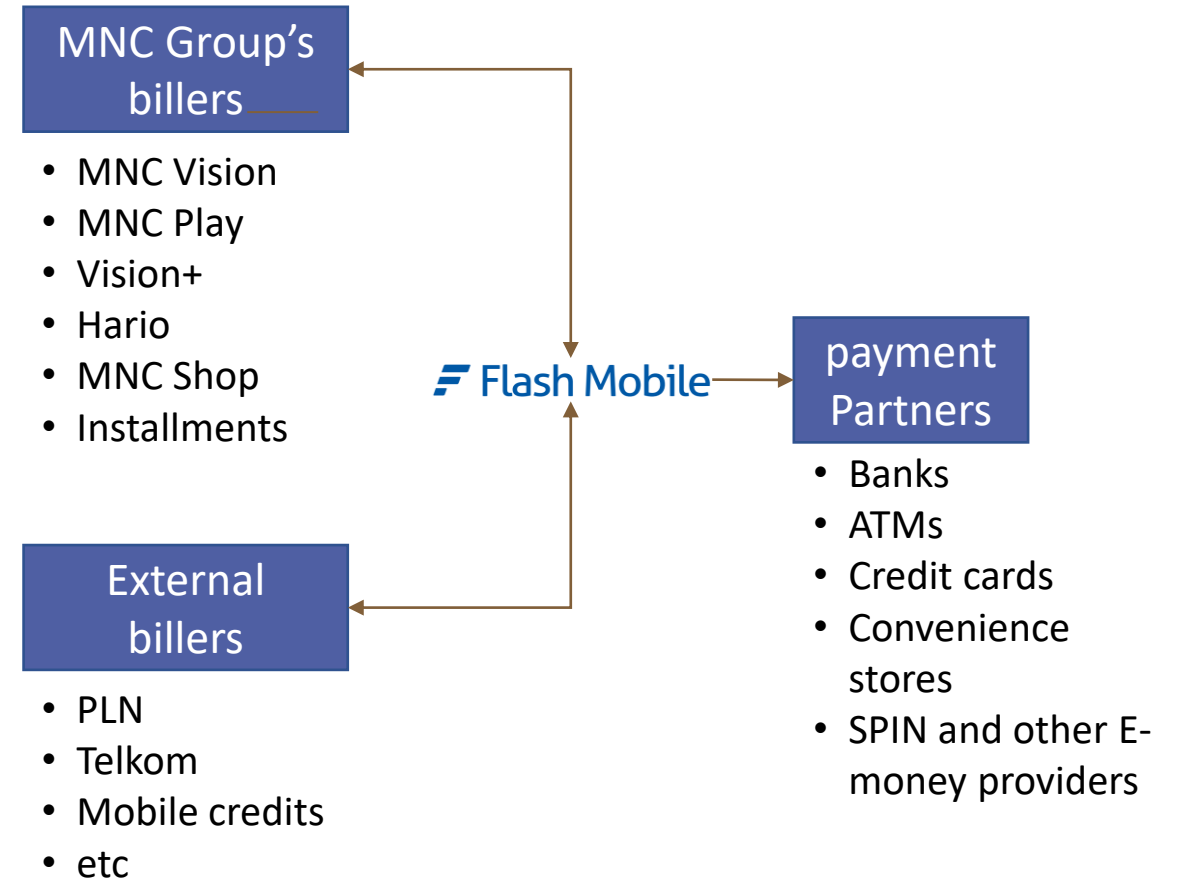 MNC Group’s
billers
• MNC Vision
• MNC Play
• Vision+
• Hario
• MNC Shop
• Installments
Flash Mobile
payment
Partners
• Banks
• ATMs
• Credit cards
• Convenience
stores
• SPIN and other E-
money providers
External
billers
• PLN
• Telkom
• Mobile credits
• etc